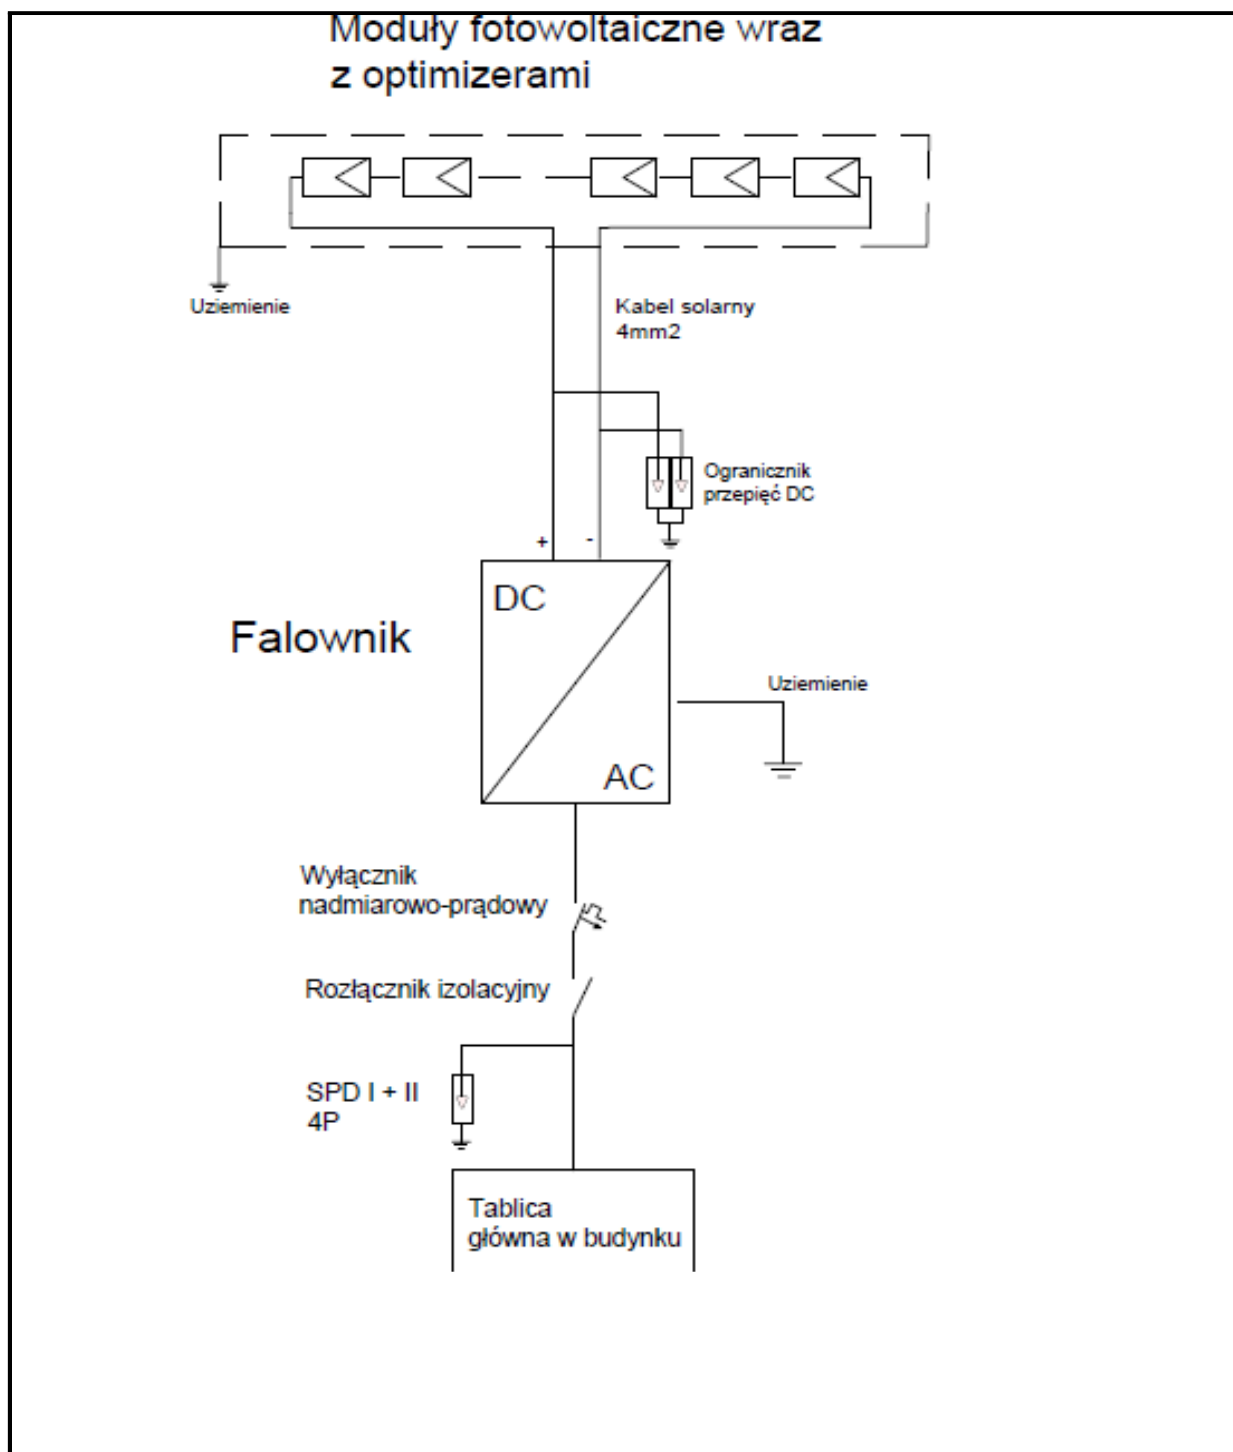 Moduły fotowoltaiczne wraz
z optimizerami
Uziemienie
Kabel solarny
4mm2
Ogranicznik
przepięć DC
+ -
DC
Falownik
Uziemienie
AC
Wyłącznik
nadmiarowo-prądowy
Rozłącznik izolacyjny
SPD I + II
4P
Tablica
główna w budynku